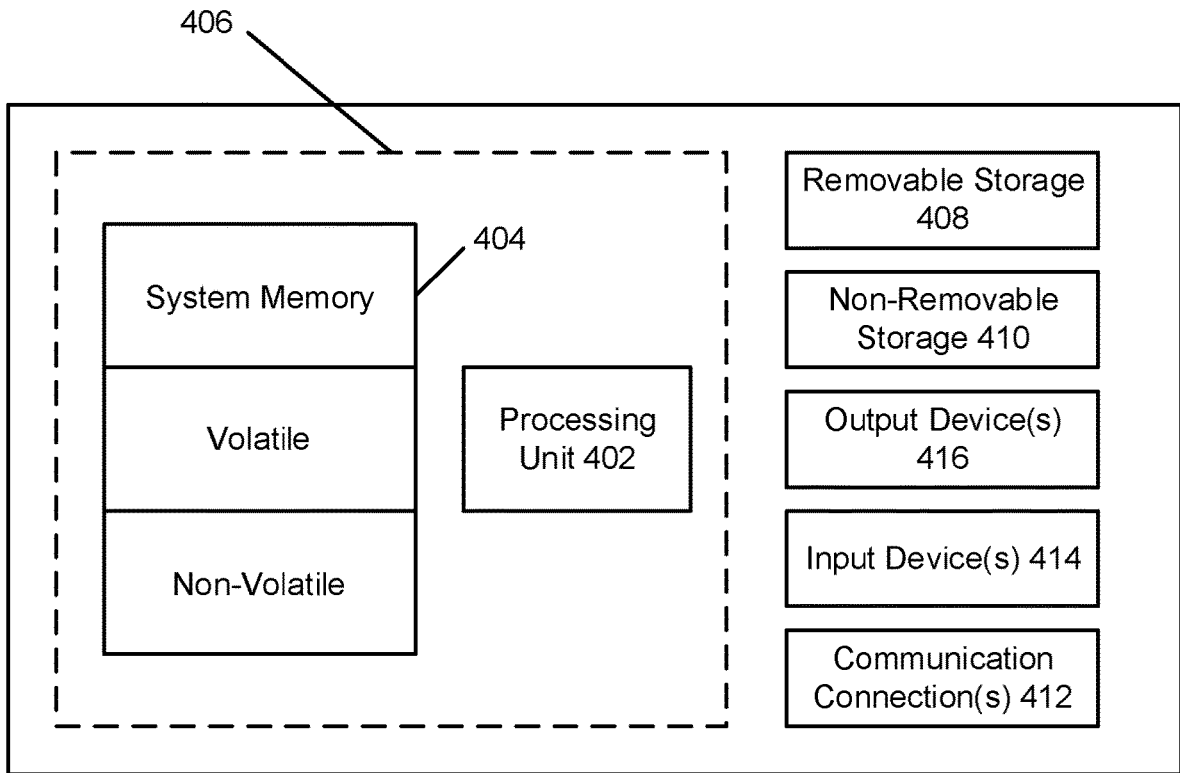 406
404
System Memory
Volatile
Non-Volatile
Processing
Unit 402
Removable Storage
408
Non-Removable
Storage 410
Output Device(s)
416
Input Device(s) 414
Communication
Connection(s) 412